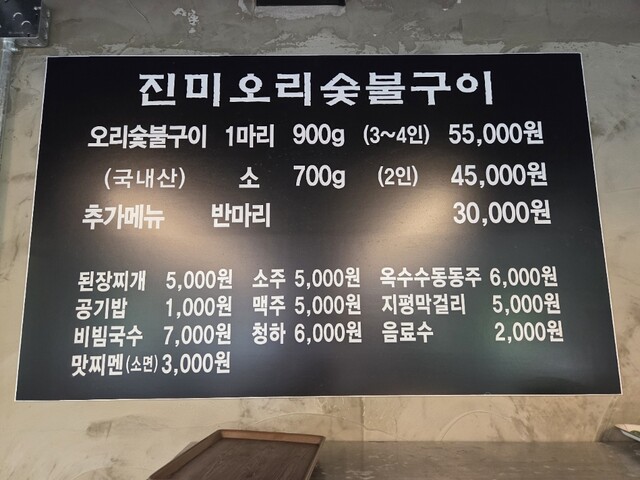 진미오리숯불구이
오리숯불구이 1마리 900g (3~4인) 55,000원
(국내산) 소 700g (2인) 45,000원
추가메뉴 반마리 30,000원
된장찌개 5,000원 소주 5,000원 옥수수동동주 6,000원
공기밥 1,000원 맥주 5,000원 지평막걸리 5,000원
비빔국수 7,000원 청하 6,000원 음료수 2,000원
맛찌멘(소면) 3,000원